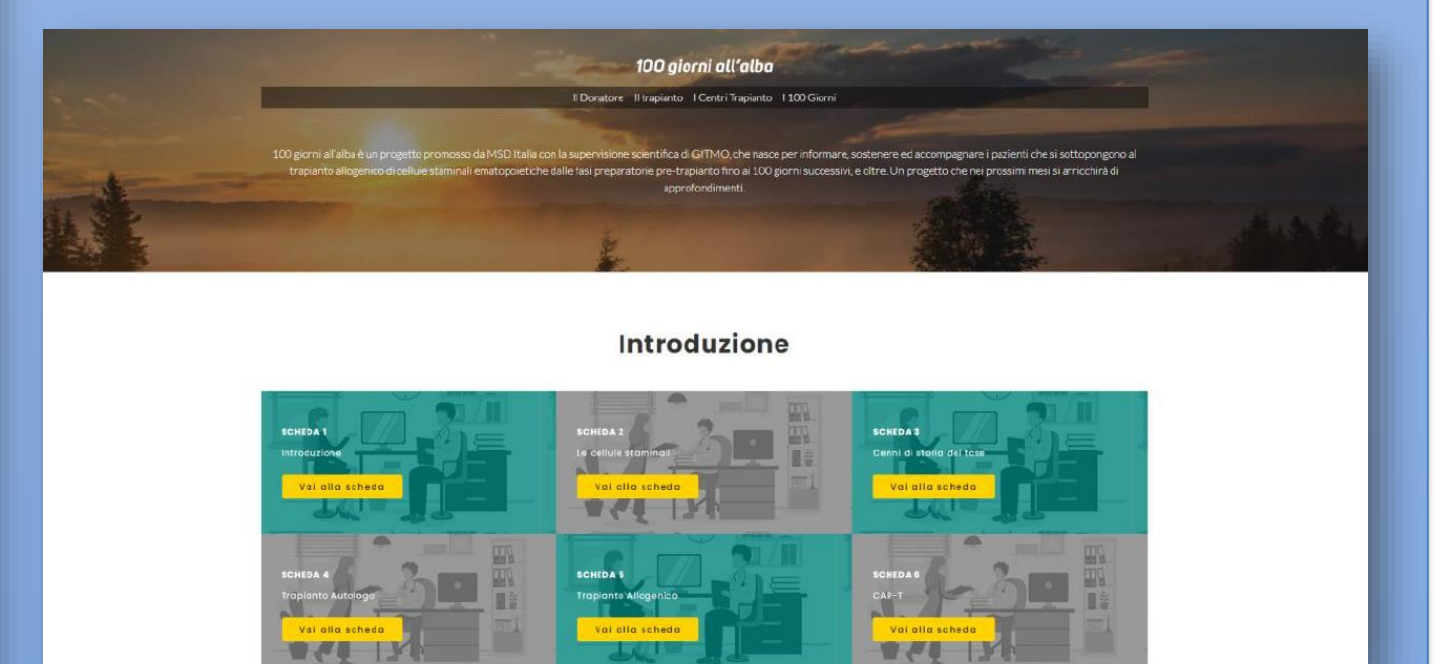 100 giorni all'alba
Il Donatore Il trapianto I Centri Trapianto I 100 Giorni
100 giorni all'alba è un progetto promosso da MSD Italia con la supervisione scientifica di GITMO, che nasce per informare, sostenere ed accompagnare i pazienti che si sottopongono al
trapianto allogenico di cellule staminali ematopoietiche dalle fasi preparatorie pre-trapianto fino ai 100 giorni successivi, e oltre. Un progetto che nei prossimi mesi si arricchirà di
approfondimenti.
Introduzione
SCHEDA 1
Introduzione
Vai alla scheda
SCHEDA 2
Le cellule staminali
Vai alla scheda
SCHEDA 3
Cenni di storia del tcse
Vai alla scheda
SCHEDA 4
Trapianto Autologo
Vai alla scheda
SCHEDA 5
Trapianto Allogenico
Vai alla scheda
SCHEDA 6
CAR-T
Vai alla scheda